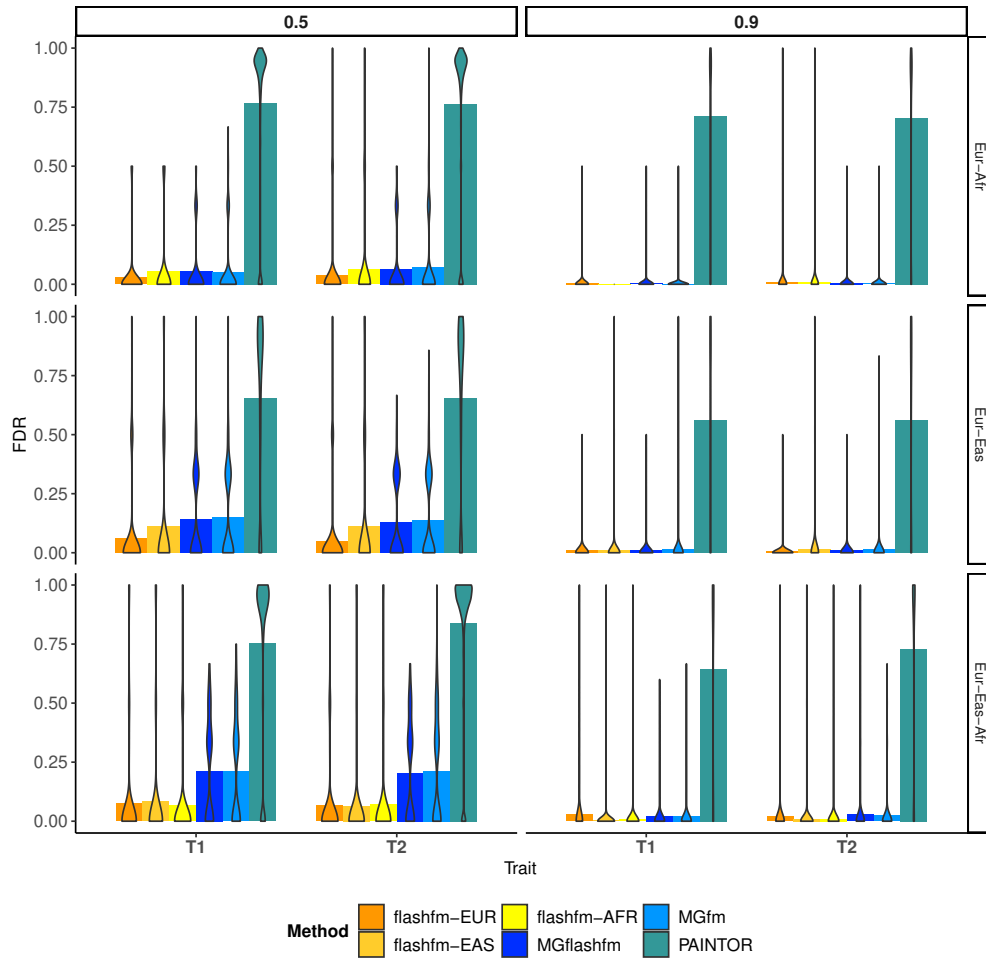 0.5
0.9
1.00
0.75
0.50
0.25
0.00
Eur−Afr
1.00
0.75
0.50
0.25
0.00
Eur−Eas
1.00
0.75
0.50
0.25
0.00
Eur−Eas−Afr
FDR
T1
T2
T1
T2
Trait
Method
flashfm−EUR
flashfm−AFR
MGfm
flashfm−EAS
MGflashfm
PAINTOR